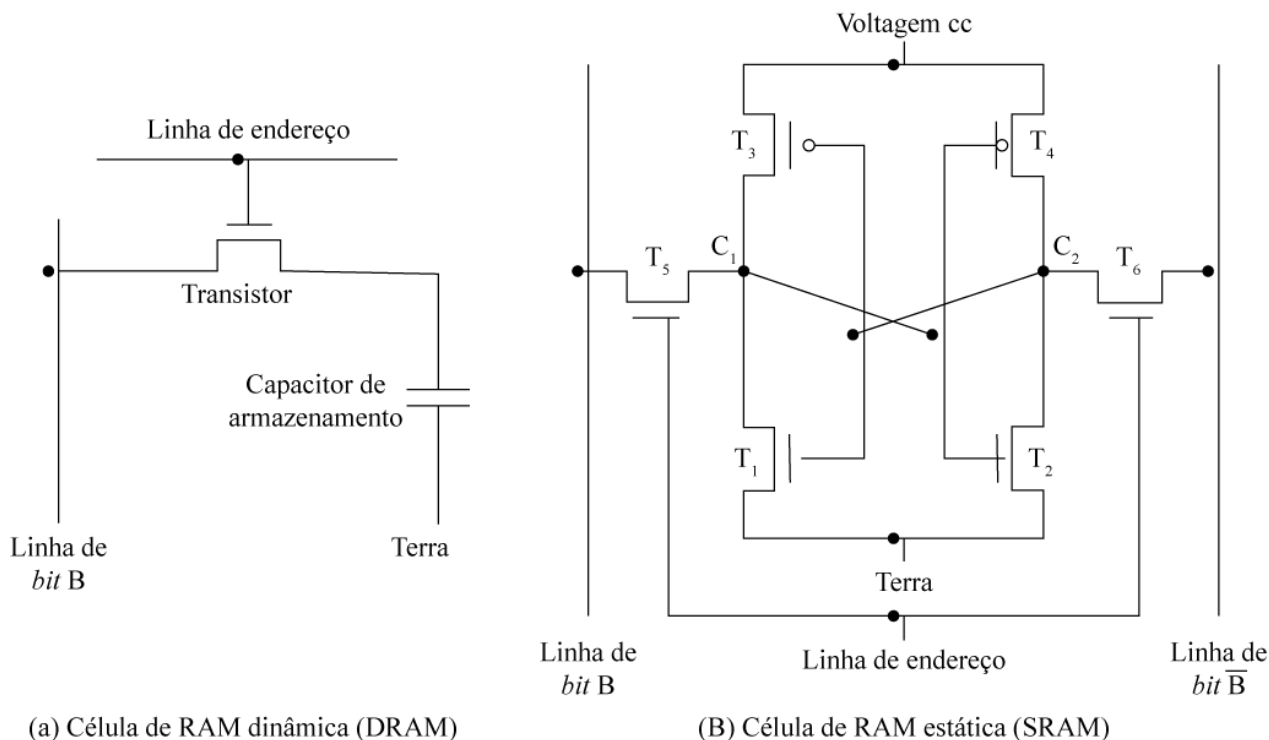 Linha de endereço
Transistor
Capacitor de
armazenamento
Linha de
bit B
Terra
(a) Célula de RAM dinâmica (DRAM)
Voltagem cc
T3
T4
C1
C2
T5
T6
T1
T2
Terra
Linha de endereço
Linha de
bit B
Linha de
bit B̅
(B) Célula de RAM estática (SRAM)